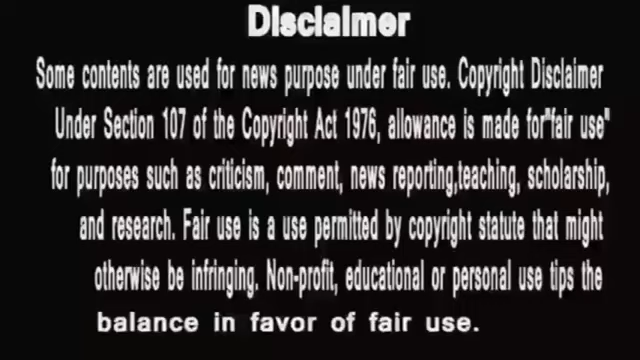 Disclaimer
Some contents are used for news purpose under fair use. Copyright Disclaimer
Under Section 107 of the Copyright Act 1976, allowance is made for"fair use"
for purposes such as criticism, comment, news reporting,teaching, scholarship,
and research. Fair use is a use permitted by copyright statute that might
otherwise be infringing. Non-profit, educational or personal use tips the
balance in favor of fair use.